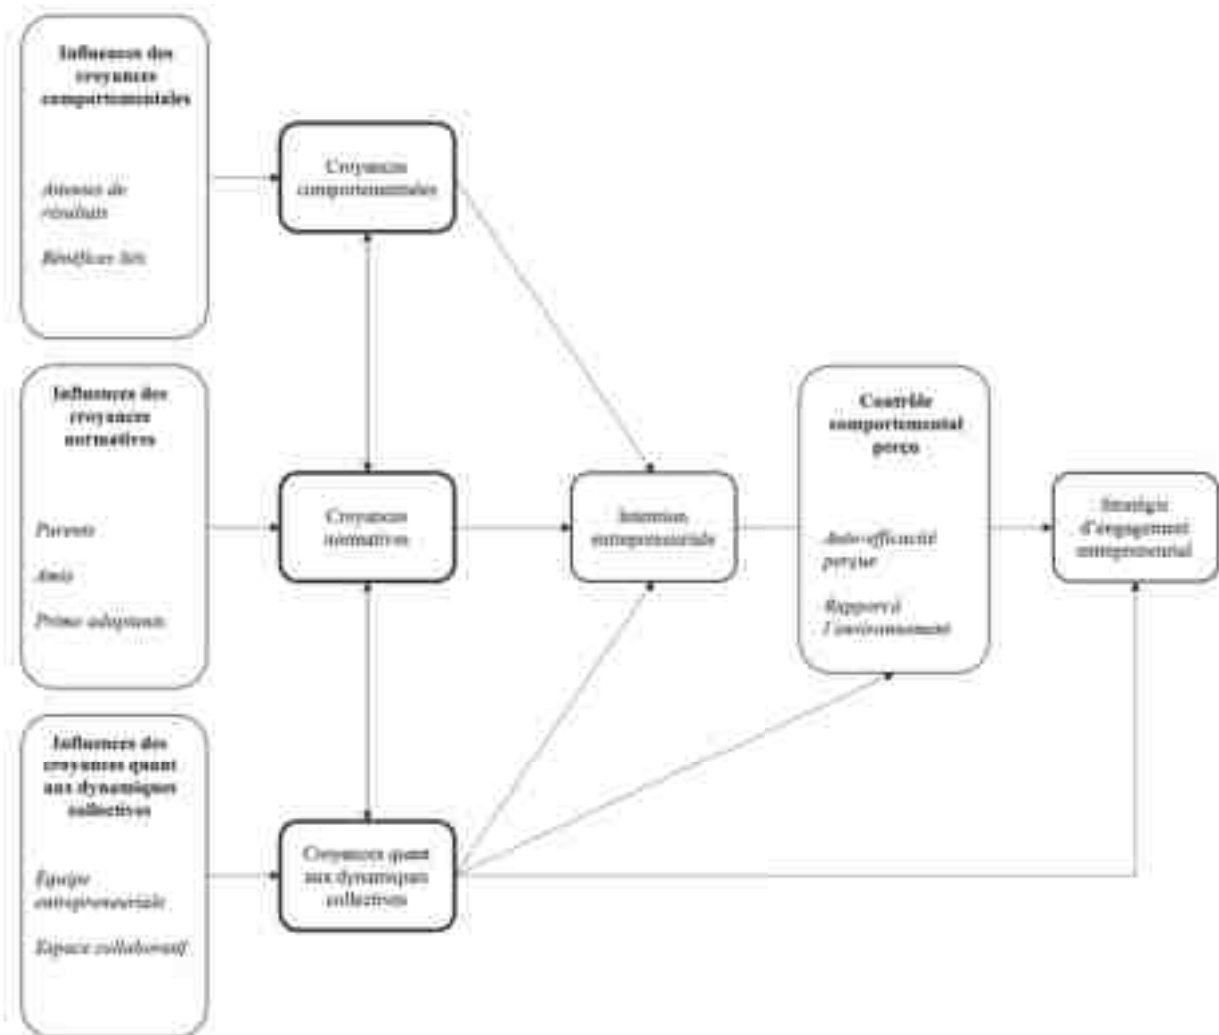 Influences des
croyances
comportementales
Attentes de
résultats
Bénéfices liés
Croyances
comportementales
Influences des
croyances
normatives
Parents
Amis
Primo-adoptants
Croyances
normatives
Intention
entrepreneuriale
Contrôle
comportemental
perçu
Auto-efficacité
perçue
Rapport à
l'environnement
Stratégie
d'engagement
entrepreneurial
Influences des
croyances quant
aux dynamiques
collectives
Équipe
entrepreneuriale
Espace collaboratif
Croyances quant
aux dynamiques
collectives